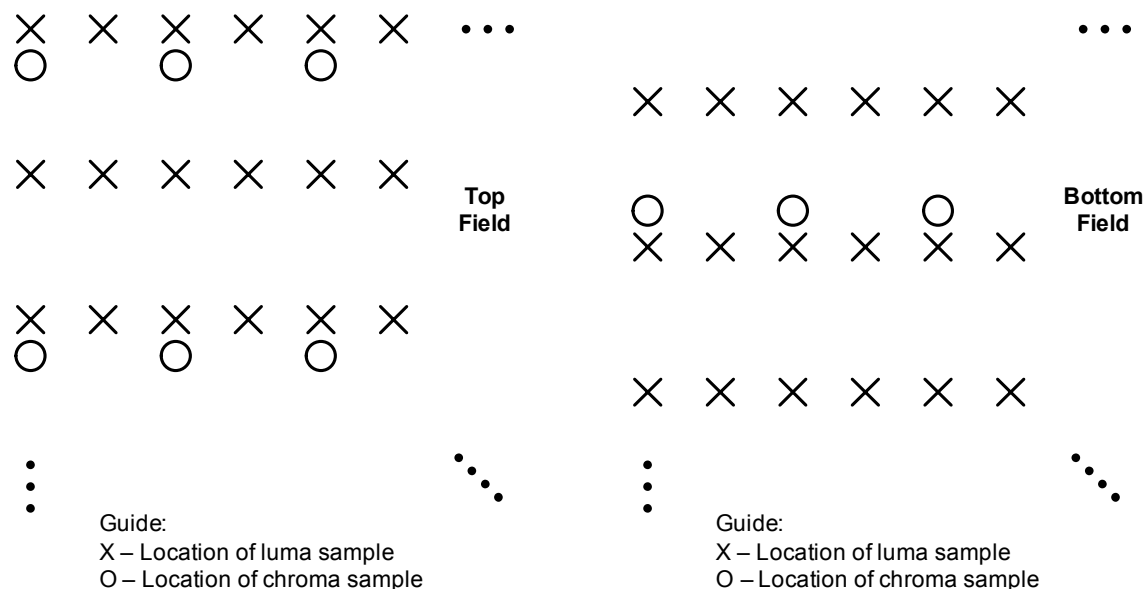 Top
Field
Bottom
Field
Guide:
X – Location of luma sample
O – Location of chroma sample
Guide:
X – Location of luma sample
O – Location of chroma sample